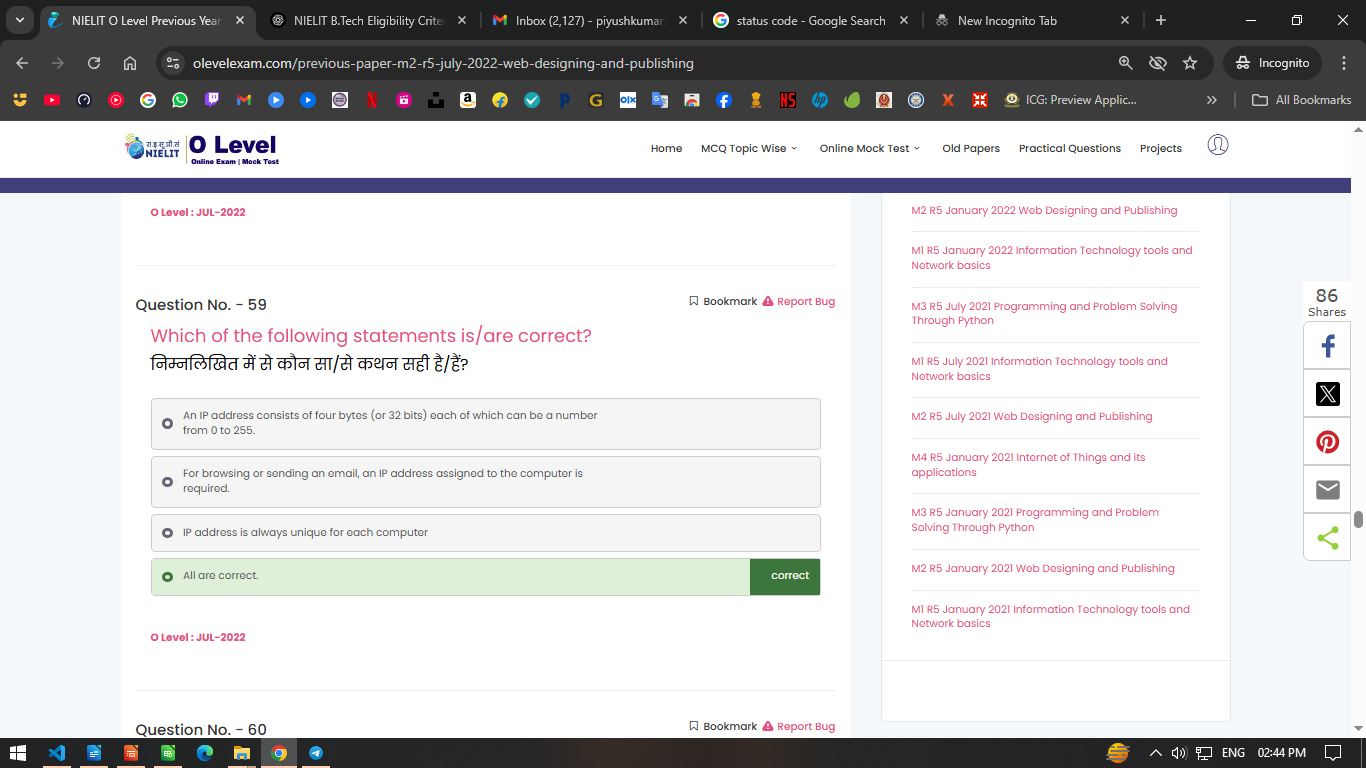 NIELIT O Level Previous Year
NIELIT B.Tech Eligibility Criter
Inbox (2,127) - piyushkumar
status code - Google Search
New Incognito Tab
olevelexam.com/previous-paper-m2-r5-july-2022-web-designing-and-publishing
Incognito
ICG: Preview Applic...
All Bookmarks
रा.इ.सू.प्रौ.सं
NIELIT
O Level
Online Exam | Mock Test
Home
MCQ Topic Wise
Online Mock Test
Old Papers
Practical Questions
Projects
O Level : JUL-2022
Question No. - 59
Bookmark
Report Bug
Which of the following statements is/are correct?
निम्नलिखित में से कौन सा/से कथन सही है/हैं?
An IP address consists of four bytes (or 32 bits) each of which can be a number
from 0 to 255.
For browsing or sending an email, an IP address assigned to the computer is
required.
IP address is always unique for each computer
All are correct.
correct
O Level : JUL-2022
Question No. - 60
Bookmark
Report Bug
M2 R5 January 2022 Web Designing and Publishing
M1 R5 January 2022 Information Technology tools and
Network basics
M3 R5 July 2021 Programming and Problem Solving
Through Python
M1 R5 July 2021 Information Technology tools and
Network basics
M2 R5 July 2021 Web Designing and Publishing
M4 R5 January 2021 Internet of Things and its
applications
M3 R5 January 2021 Programming and Problem
Solving Through Python
M2 R5 January 2021 Web Designing and Publishing
M1 R5 January 2021 Information Technology tools and
Network basics
86
Shares
ENG
02:44 PM